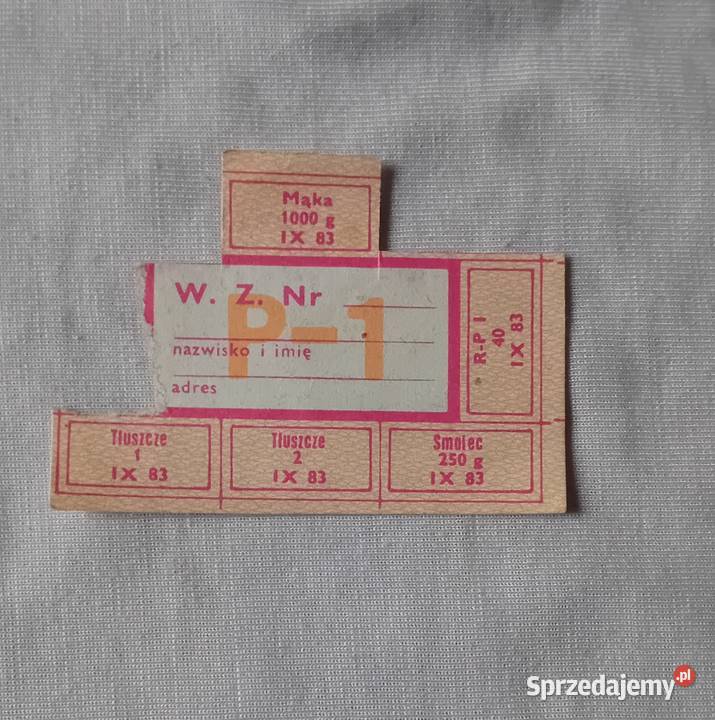 Mąka
1000 g
IX 83
W. Z. Nr
P-1
nazwisko i imię
adres
R-P I
40
IX 83
Tłuszcze
1
IX 83
Tłuszcze
2
IX 83
Smalec
250 g
IX 83
Sprzedajemy.pl